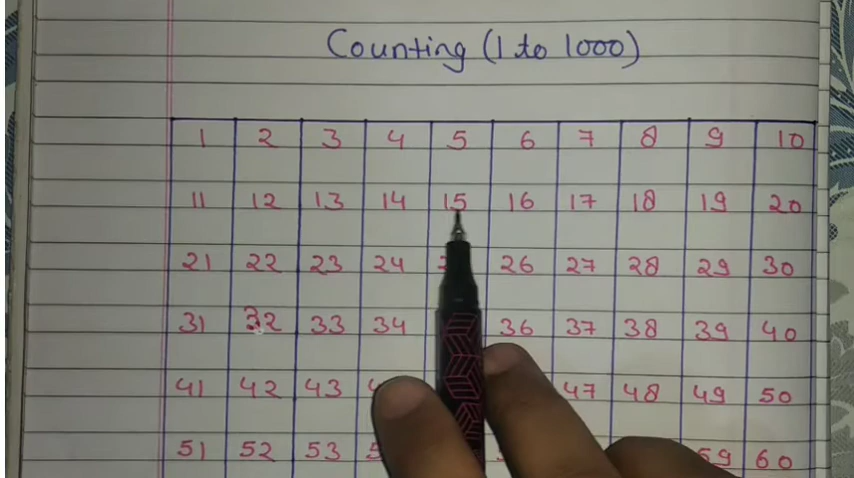 Counting (1 to 1000)
1 2 3 4 5 6 7 8 9 10
11 12 13 14 15 16 17 18 19 20
21 22 23 24 26 27 28 29 30
31 32 33 34 36 37 38 39 40
41 42 43 47 48 49 50
51 52 53 59 60